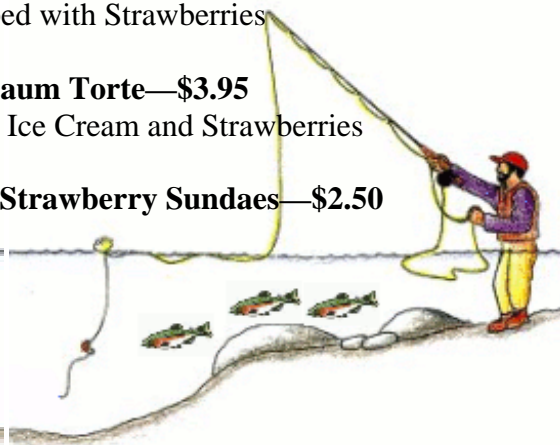 ed with Strawberries
aum Torte—$3.95
Ice Cream and Strawberries
Strawberry Sundaes—$2.50